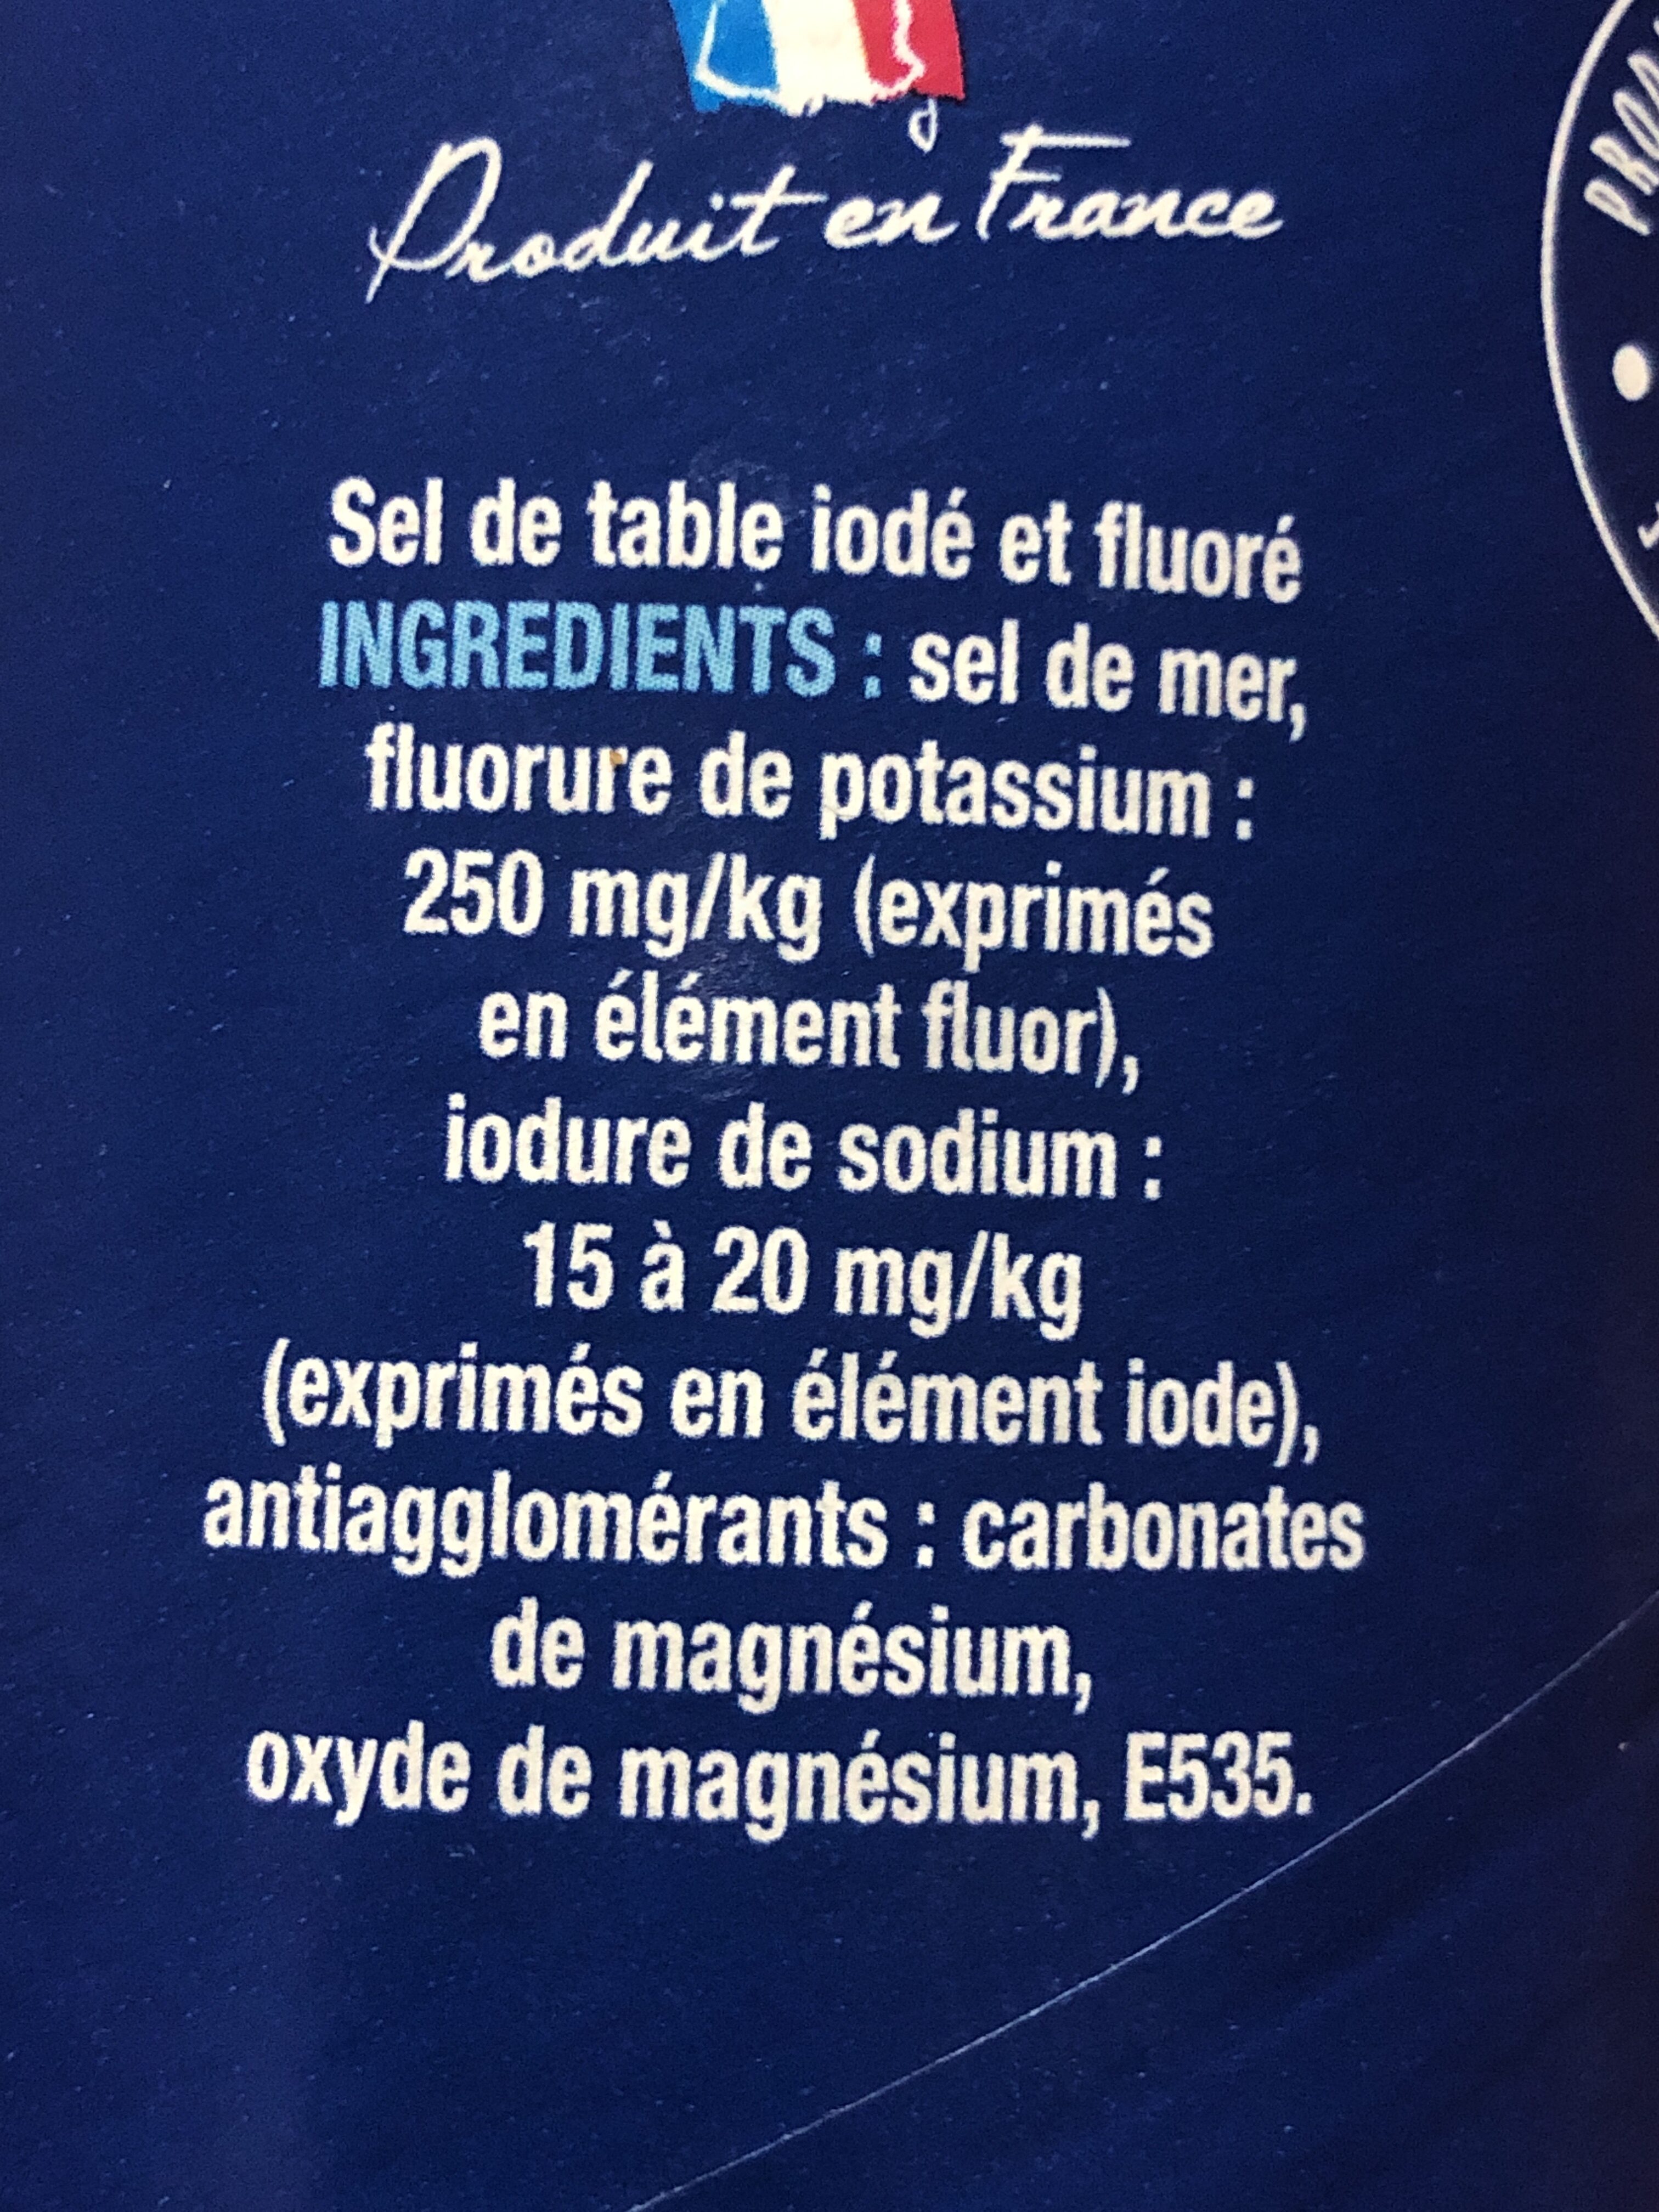 Produit en France
Sel de table iodé et fluoré
INGREDIENTS : sel de mer,
fluorure de potassium :
250 mg/kg (exprimés
en élément fluor),
iodure de sodium :
15 à 20 mg/kg
(exprimés en élément iode),
antiagglomérants : carbonates
de magnésium,
oxyde de magnésium, E535.